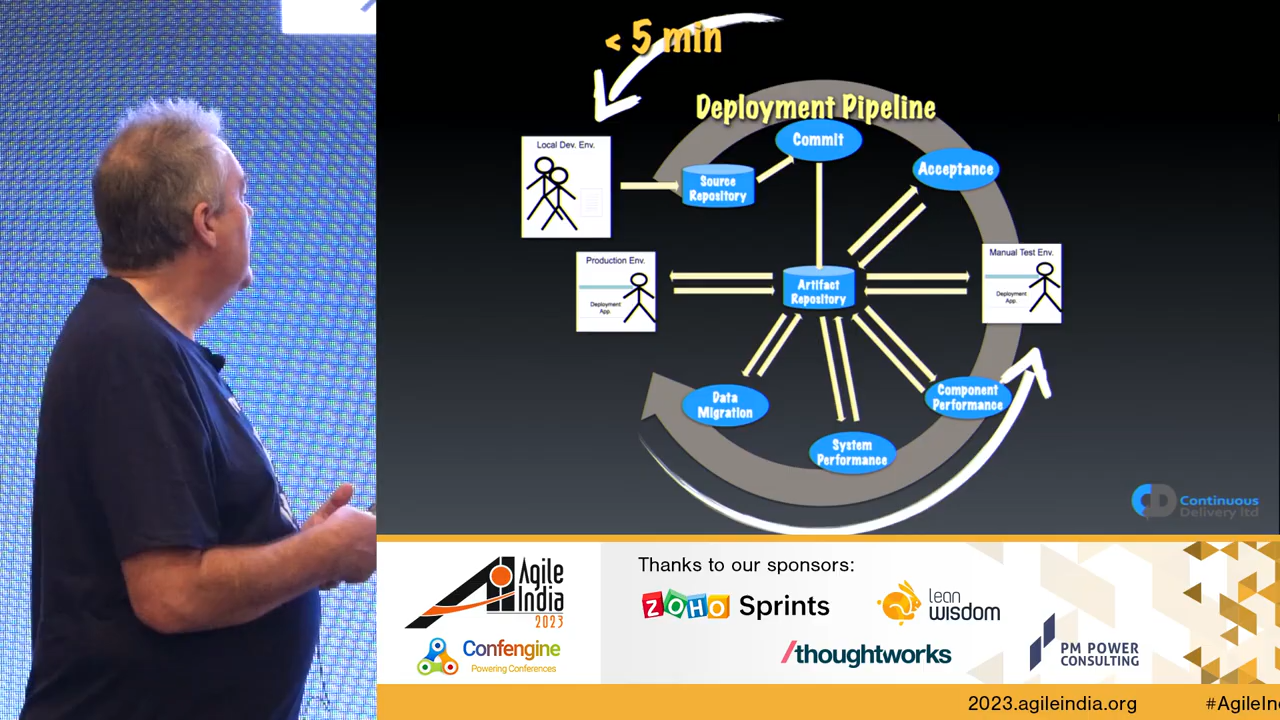 < 5 min
Deployment Pipeline
Local Dev. Env.
Commit
Source
Repository
Acceptance
Production Env.
Deployment
App.
Artifact
Repository
Manual Test Env.
Deployment
App.
Data
Migration
System
Performance
Component
Performance
CD Continuous
Delivery ltd
Agile
India
2023
Confengine
Powering Conferences
Thanks to our sponsors:
ZOHO Sprints
lean
wisdom
/thoughtworks
PM POWER
CONSULTING
2023.agileindia.org
#AgileIn